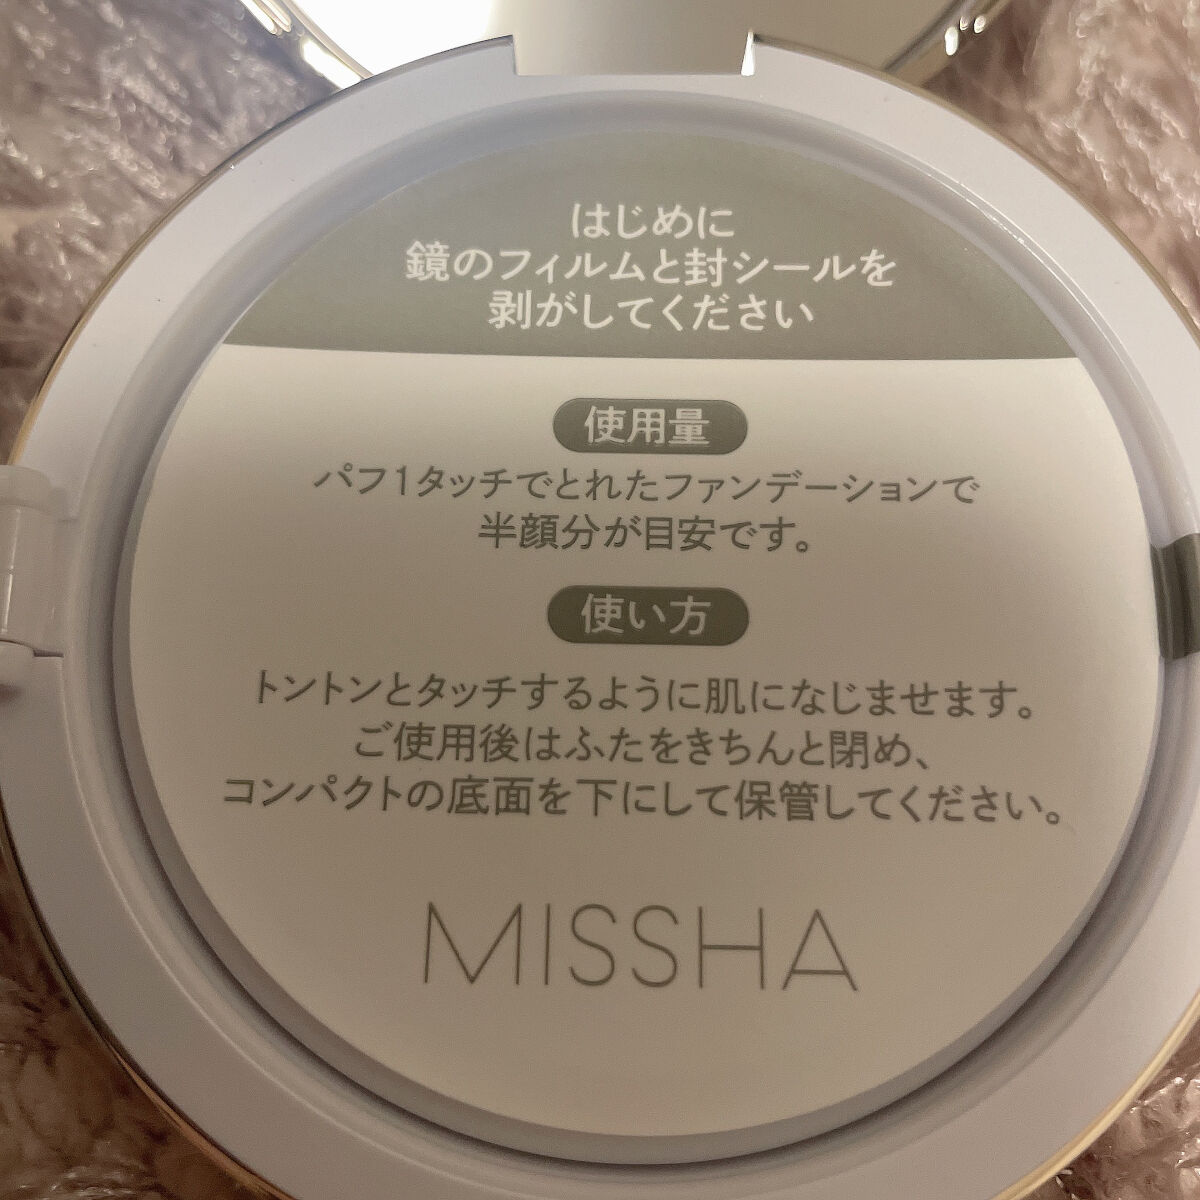 はじめに
鏡のフィルムと封シールを
剥がしてください
使用量
パフ1タッチでとれたファンデーションで
半顔分が目安です。
使い方
トントンとタッチするように肌になじませます。
ご使用後はふたをきちんと閉め、
コンパクトの底面を下にして保管してください。
MISSHA